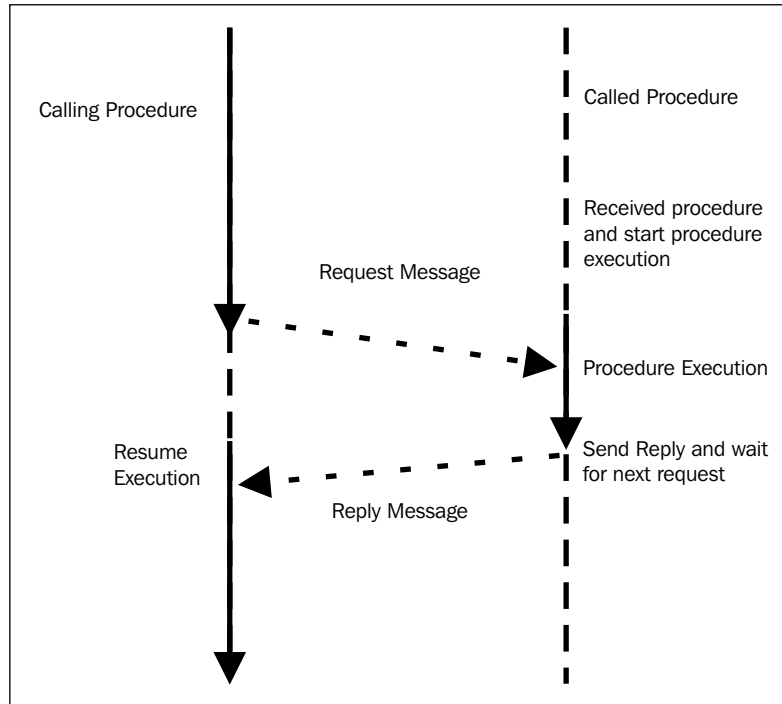 Calling Procedure
Called Procedure
Received procedure
and start procedure
execution
Request Message
Procedure Execution
Resume
Execution
Send Reply and wait
for next request
Reply Message